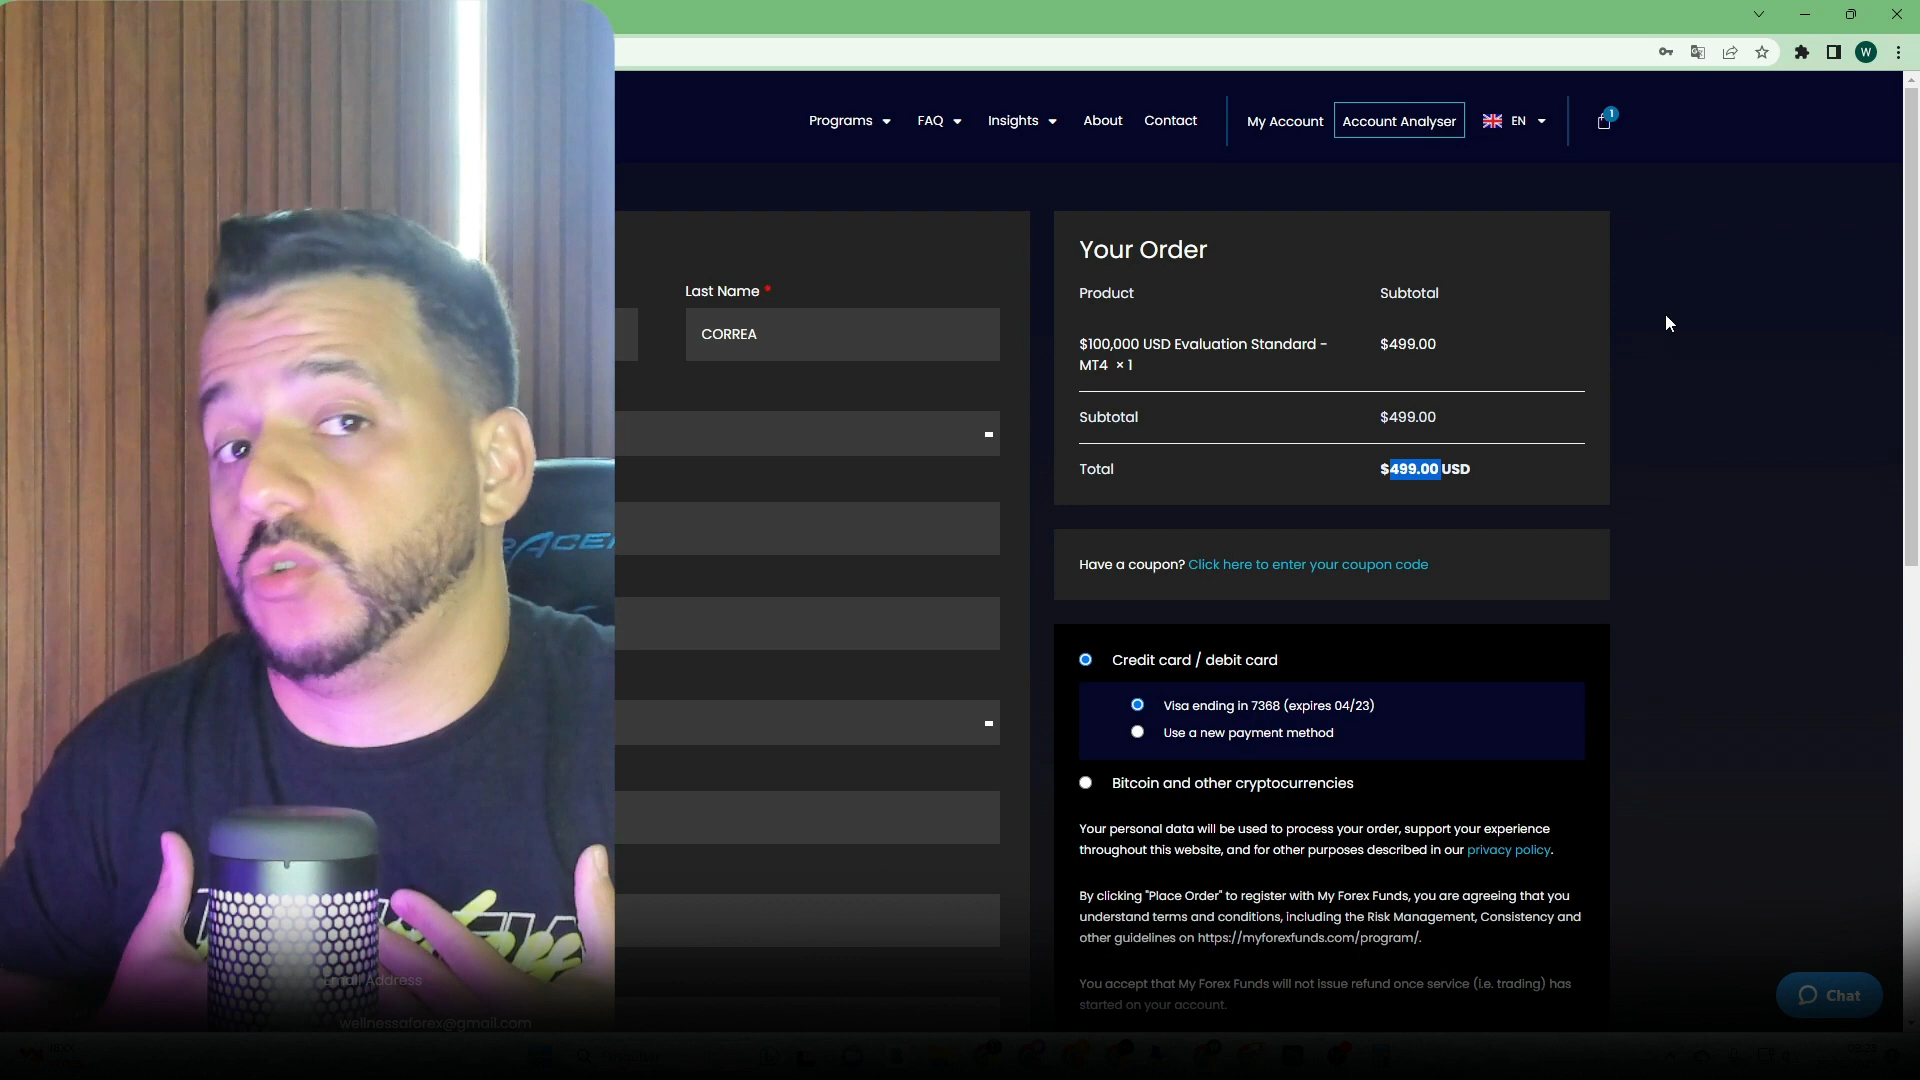 W
Programs
FAQ
Insights
About
Contact
My Account
Account Analyser
EN
1
Last Name *
CORREA
Your Order
Product
Subtotal
$100,000 USD Evaluation Standard -
$499.00
MT4 × 1
Subtotal
$499.00
Total
$499.00 USD
Have a coupon? Click here to enter your coupon code
Credit card / debit card
Visa ending in 7368 (expires 04/23)
Use a new payment method
Bitcoin and other cryptocurrencies
Your personal data will be used to process your order, support your experience
throughout this website, and for other purposes described in our privacy policy.
By clicking "Place Order" to register with My Forex Funds, you are agreeing that you
understand terms and conditions, including the Risk Management, Consistency and
other guidelines on https://myforexfunds.com/program/.
You accept that My Forex Funds will not issue refund once service (i.e. trading) has
started on your account.
Chat
Email Address
wellnessaforex@gmail.com